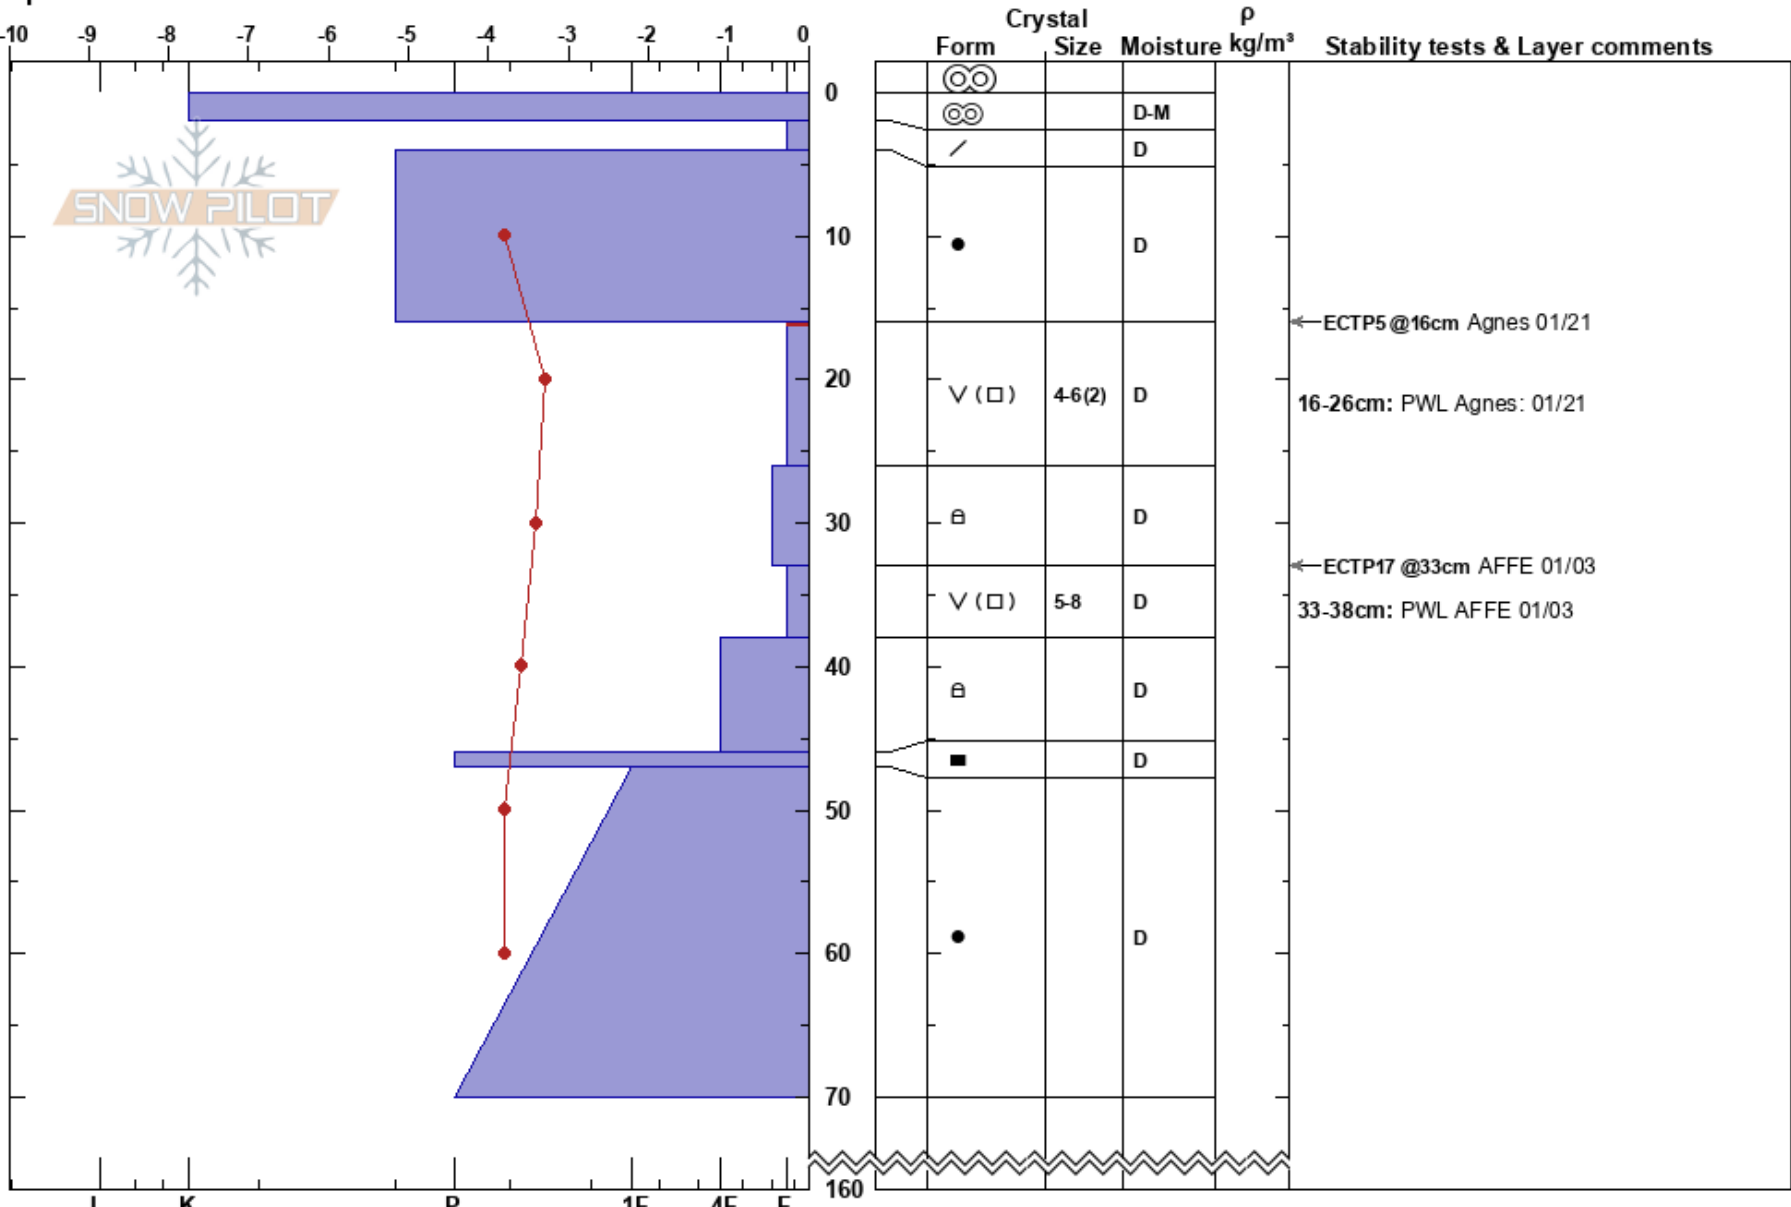 Crystal ρ
-10 -9 -8 -7 -6 -5 -4 -3 -2 -1 0 Form Size Moisture kg/m³ Stability tests & Layer comments
0
D-M
D
SNOW PILOT
10 D
ECTP5 @16cm Agnes 01/21
20 (□) 4-6(2) D 16-26cm: PWL Agnes: 01/21
30 D
ECTP17 @33cm AFFE 01/03
(□) 5-8 D 33-38cm: PWL AFFE 01/03
40 D
D
50
60 D
70
160
I K P 1F 4F F